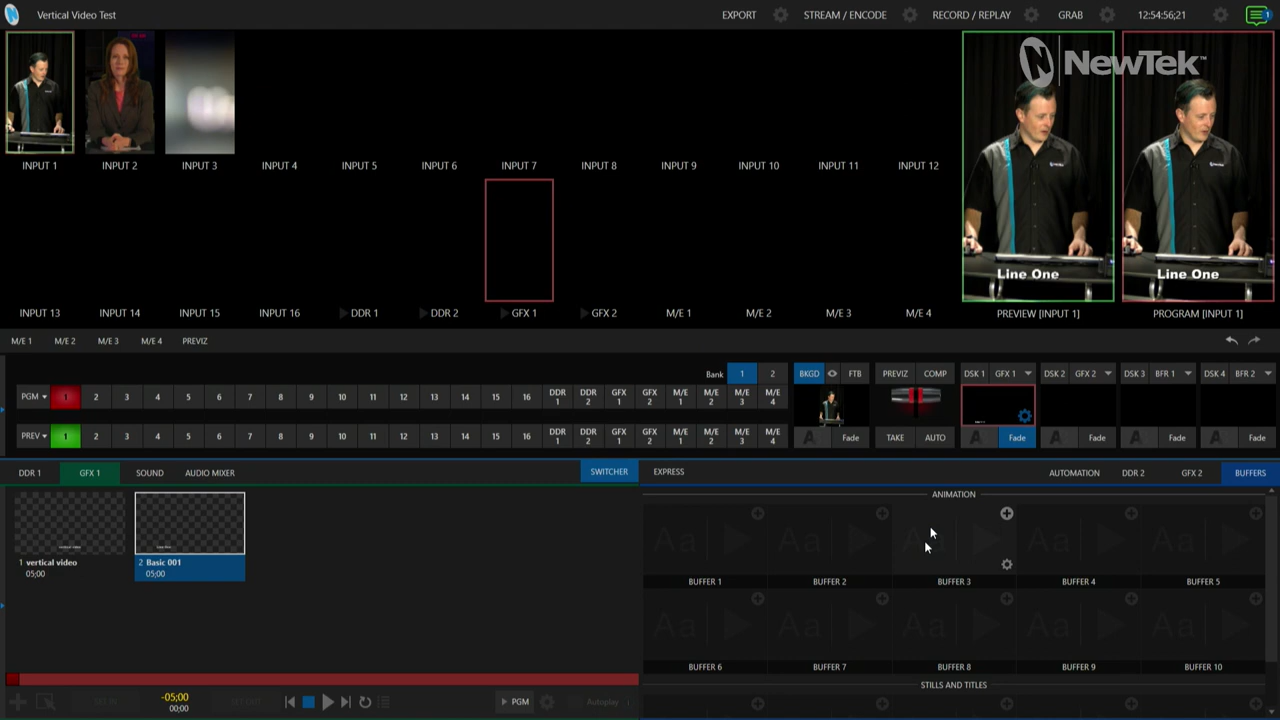 Vertical Video Test
EXPORT STREAM / ENCODE RECORD / REPLAY GRAB 12:54:56;21 1
NewTek™
INPUT 1 INPUT 2 INPUT 3 INPUT 4 INPUT 5 INPUT 6 INPUT 7 INPUT 8 INPUT 9 INPUT 10 INPUT 11 INPUT 12
Line One Line One
INPUT 13 INPUT 14 INPUT 15 INPUT 16 DDR 1 DDR 2 GFX 1 GFX 2 M/E 1 M/E 2 M/E 3 M/E 4 PREVIEW [INPUT 1] PROGRAM [INPUT 1]
M/E 1 M/E 2 M/E 3 M/E 4 PREVIZ
Bank 1 2 BKGD FTB PREVIZ COMP DSK 1 GFX 1 DSK 2 GFX 2 DSK 3 BFR 1 DSK 4 BFR 2
PGM 1 2 3 4 5 6 7 8 9 10 11 12 13 14 15 16 DDR 1 DDR 2 GFX 1 GFX 2 M/E 1 M/E 2 M/E 3 M/E 4
PREV 1 2 3 4 5 6 7 8 9 10 11 12 13 14 15 16 DDR 1 DDR 2 GFX 1 GFX 2 M/E 1 M/E 2 M/E 3 M/E 4 A Fade TAKE AUTO A Fade A Fade A Fade A Fade
DDR 1 GFX 1 SOUND AUDIO MIXER SWITCHER EXPRESS AUTOMATION DDR 2 GFX 2 BUFFERS
ANIMATION
Aa Aa Aa Aa Aa
1 vertical video 2 Basic 001
05;00 05;00
BUFFER 1 BUFFER 2 BUFFER 3 BUFFER 4 BUFFER 5
Aa Aa Aa Aa Aa
BUFFER 6 BUFFER 7 BUFFER 8 BUFFER 9 BUFFER 10
STILLS AND TITLES
SET IN -05;00 SET OUT PGM Autoplay
00;00